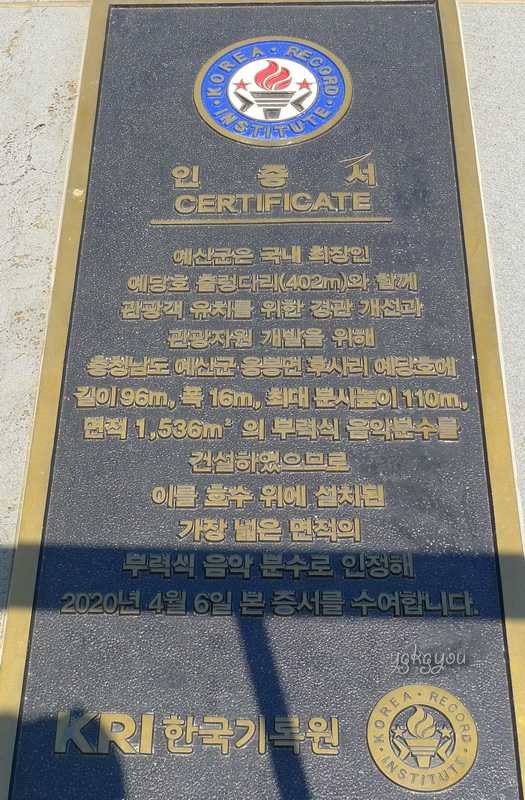 KOREA · RECORD · INSTITUTE ·
인 증 서
CERTIFICATE
예산군은 국내 최장인
예당호 출렁다리(402m)와 함께
관광객 유치를 위한 경관 개선과
관광자원 개발을 위해
충청남도 예산군 응봉면 후사리 예당호에
길이 96m, 폭 16m, 최대 분사높이 110m,
면적 1,536m² 의 부력식 음악분수를
건설하였으므로
이를 호수 위에 설치된
가장 넓은 면적의
부력식 음악 분수로 인정해
2020년 4월 6일 본 증서를 수여합니다.
ygkgyou
KRI 한국기록원
KOREA · RECORD · INSTITUTE ·